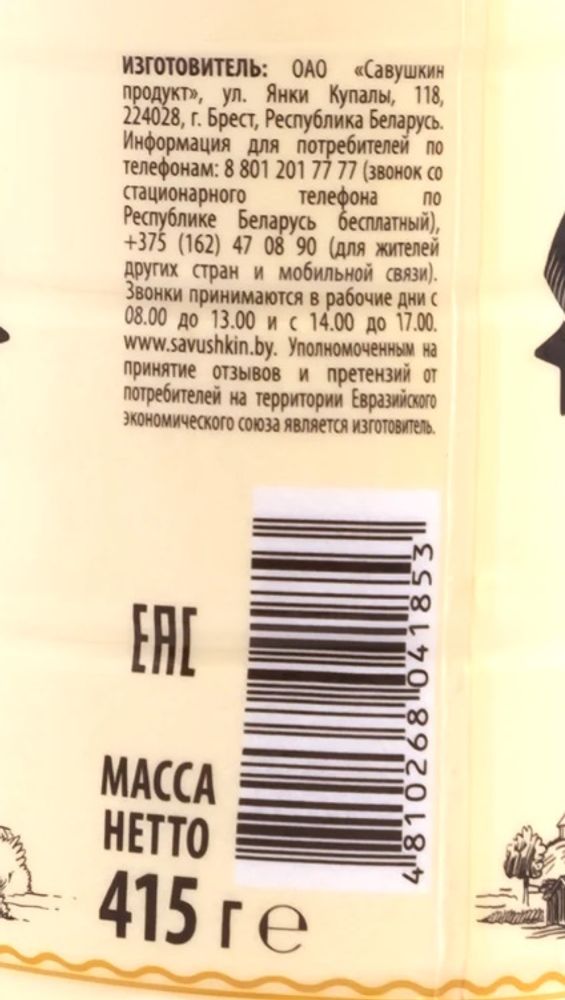 ИЗГОТОВИТЕЛЬ: ОАО «Савушкин
продукт», ул. Янки Купалы, 118,
224028, г. Брест, Республика Беларусь.
Информация для потребителей по
телефонам: 8 801 201 77 77 (звонок со
стационарного телефона по
Республике Беларусь бесплатный),
+375 (162) 47 08 90 (для жителей
других стран и мобильной связи).
Звонки принимаются в рабочие дни с
08.00 до 13.00 и с 14.00 до 17.00.
www.savushkin.by. Уполномоченным на
принятие отзывов и претензий от
потребителей на территории Евразийского
экономического союза является изготовитель.
4 810268 041853
ЕАС
МАССА
НЕТТО
415 г е